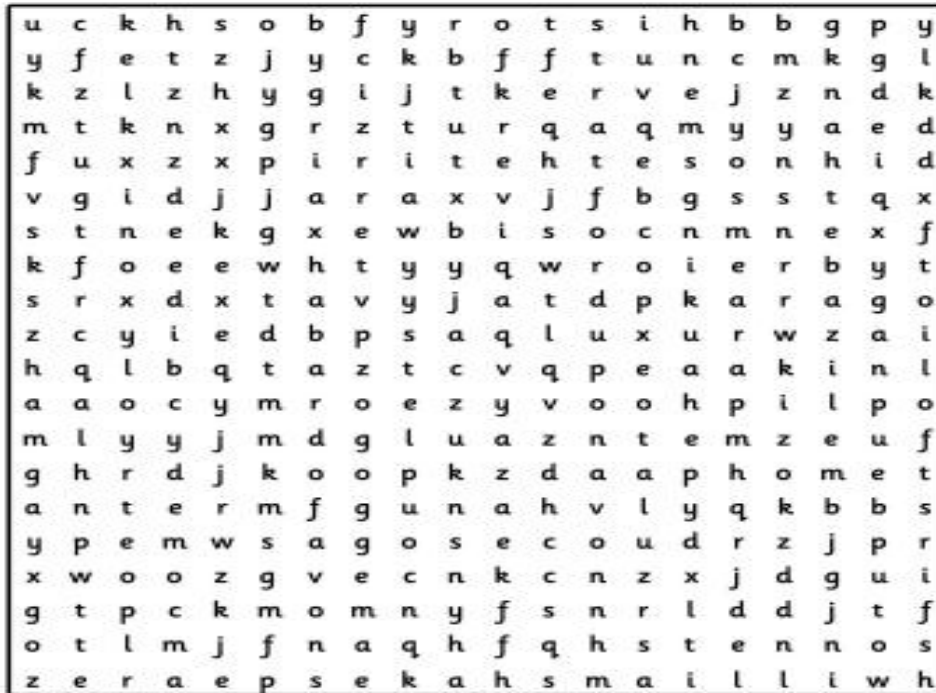 u c k h s o b f y r o t s i h b b g p y
y f e t z j y c k b f f t u n c m k g l
k z l z h y g i j t k e r v e j z n d k
m t k n x g r z t u r q a q m y y a e d
f u x z x p i r i t e h t e s o n h i d
v g i d j j a r a x v j f b g s s t q x
s t n e k g x e w b i s o c n m n e x f
k f o e e w h t y y q w r o i e r b y t
s r x d x t a v y j a t d p k a r a g o
z c y i e d b p s a q l u x u r w z a i
h q l b q t a z t c v q p e a a k i n l
a a o c y m r o e z y v o o h p i l p o
m l y y j m d g l u a z n t e m z e u f
g h r d j k o o p k z d a a p h o m e t
a n t e r m f g u n a h v l y q k b b s
y p e m w s a g o s e c o u d r z j p r
x w o o z g v e c n k c n z x j d g u i
g t p c k m o m n y f s n r l d d j t f
o t l m j f n a q h f q h s t e n n o s
z e r a e p s e k a h s m a i l l i w h